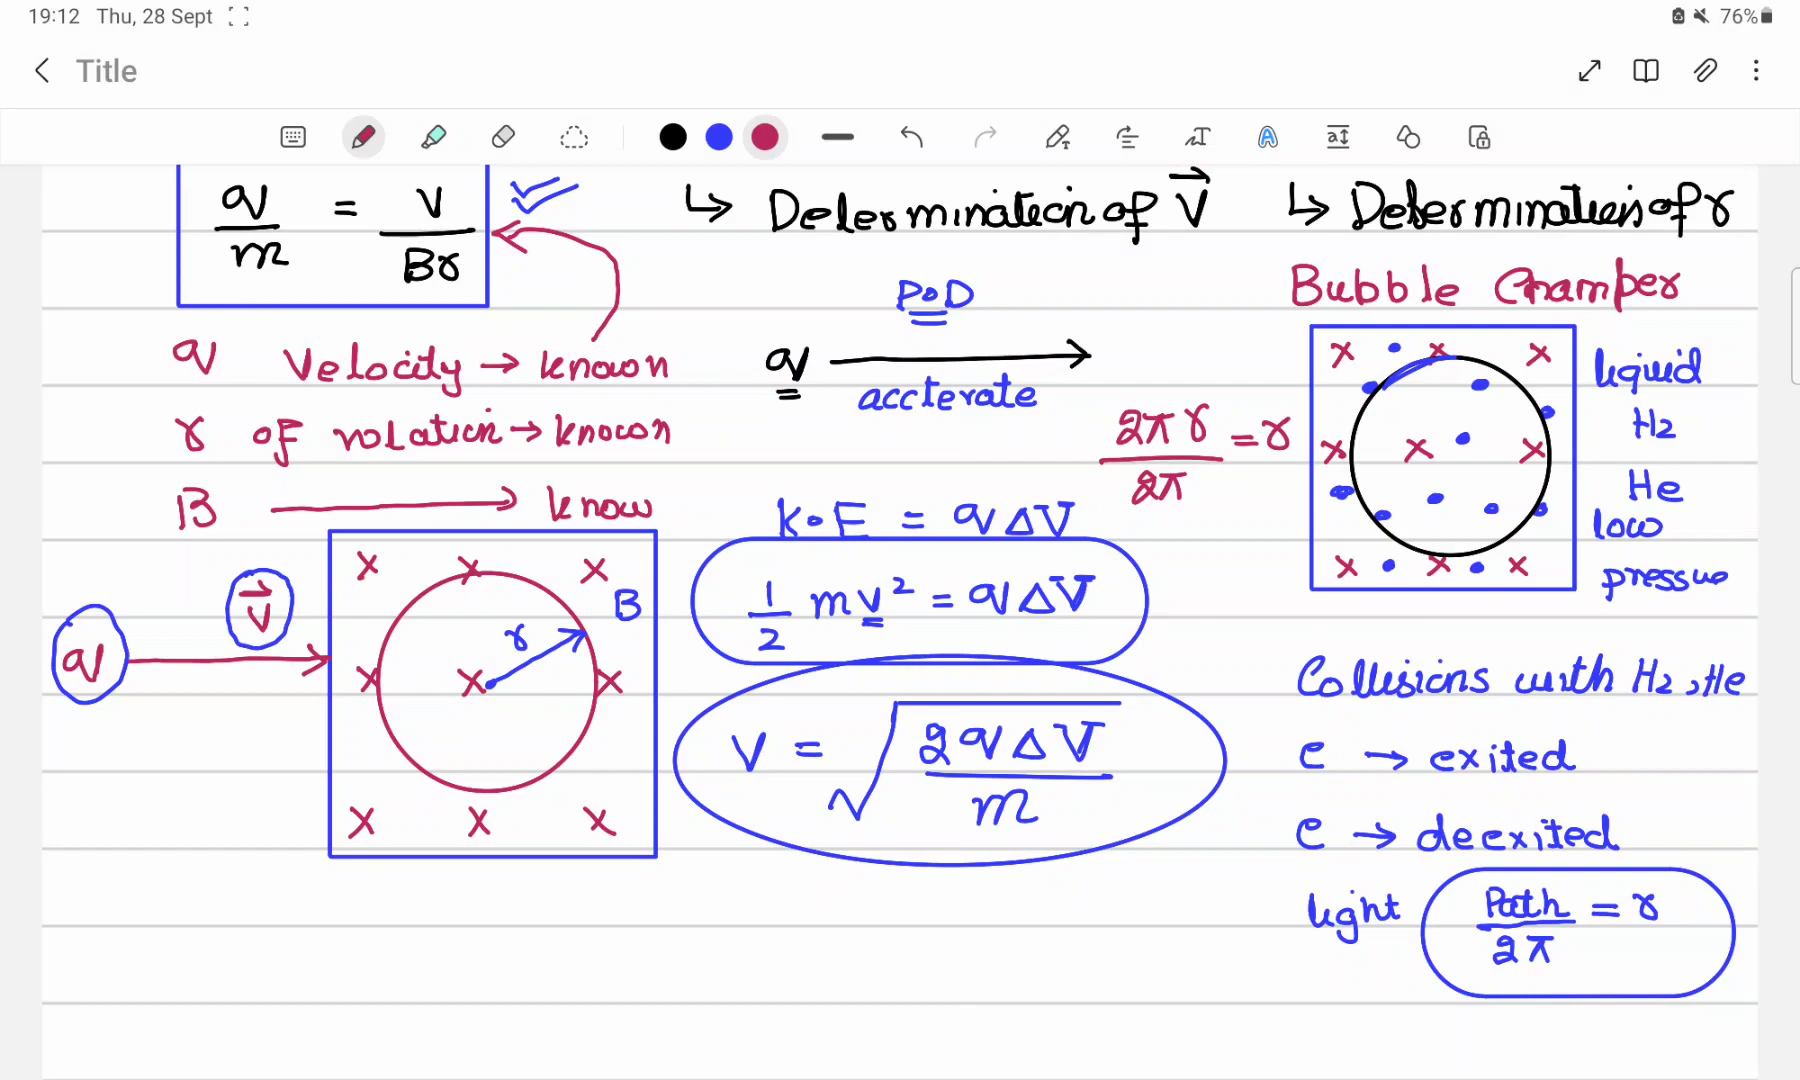 19:12 Thu, 28 Sept
76%
Title
q/m = v/Br
q Velocity → known
r of rotation → known
B → know
q v⃗
r B
↳ Determination of V⃗
P.D
q → accterate
K.E = qΔV
1/2 mv² = qΔV
V = √(2qΔV/m)
↳ Determination of r
Bubble Chamber
2πr/2π = r
liquid
H2
He
low
pressure
Collisions with H2, He
e → exited
e → deexited
light Path/2π = r